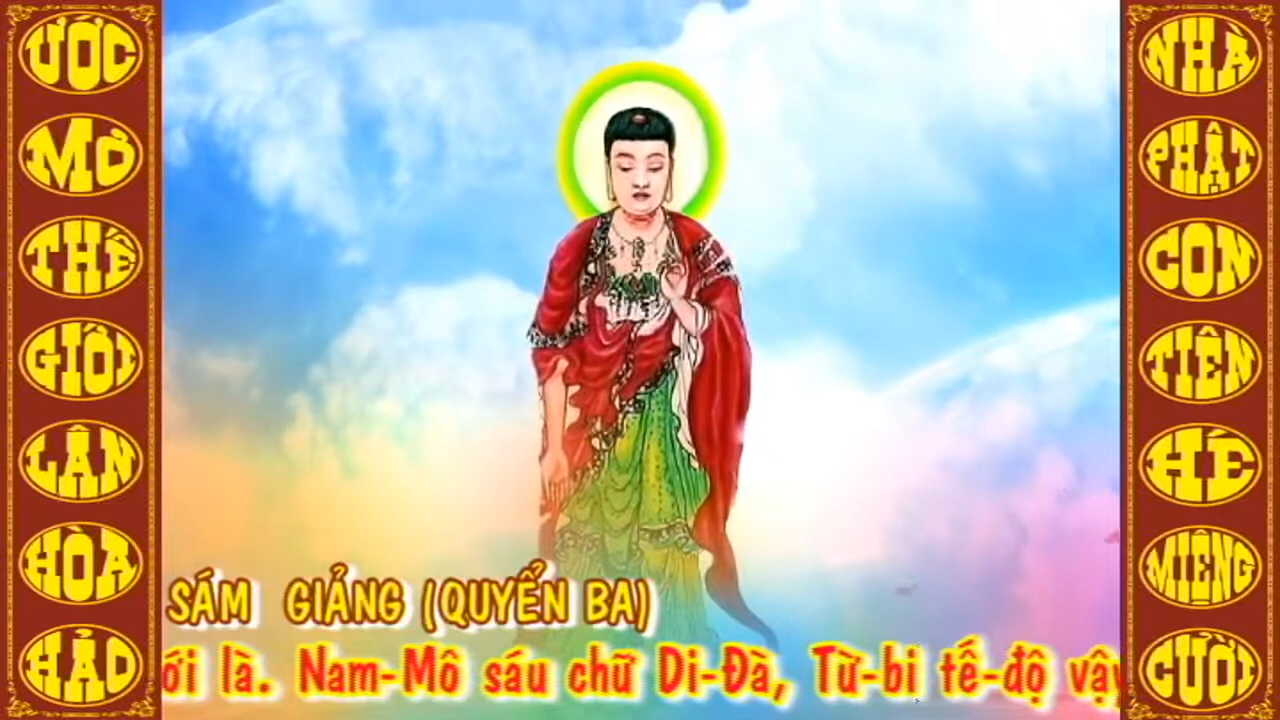 ƯỚC
MỜ
THẾ
GIỚI
LÂN
HÒA
HẢO
SÁM GIẢNG (QUYỂN BA)
ới là. Nam-Mô sáu chữ Di-Đà, Từ-bi tế-độ vậy
NHÀ
PHẬT
CON
TIÊN
HÉ
MIỆNG
CƯỜI